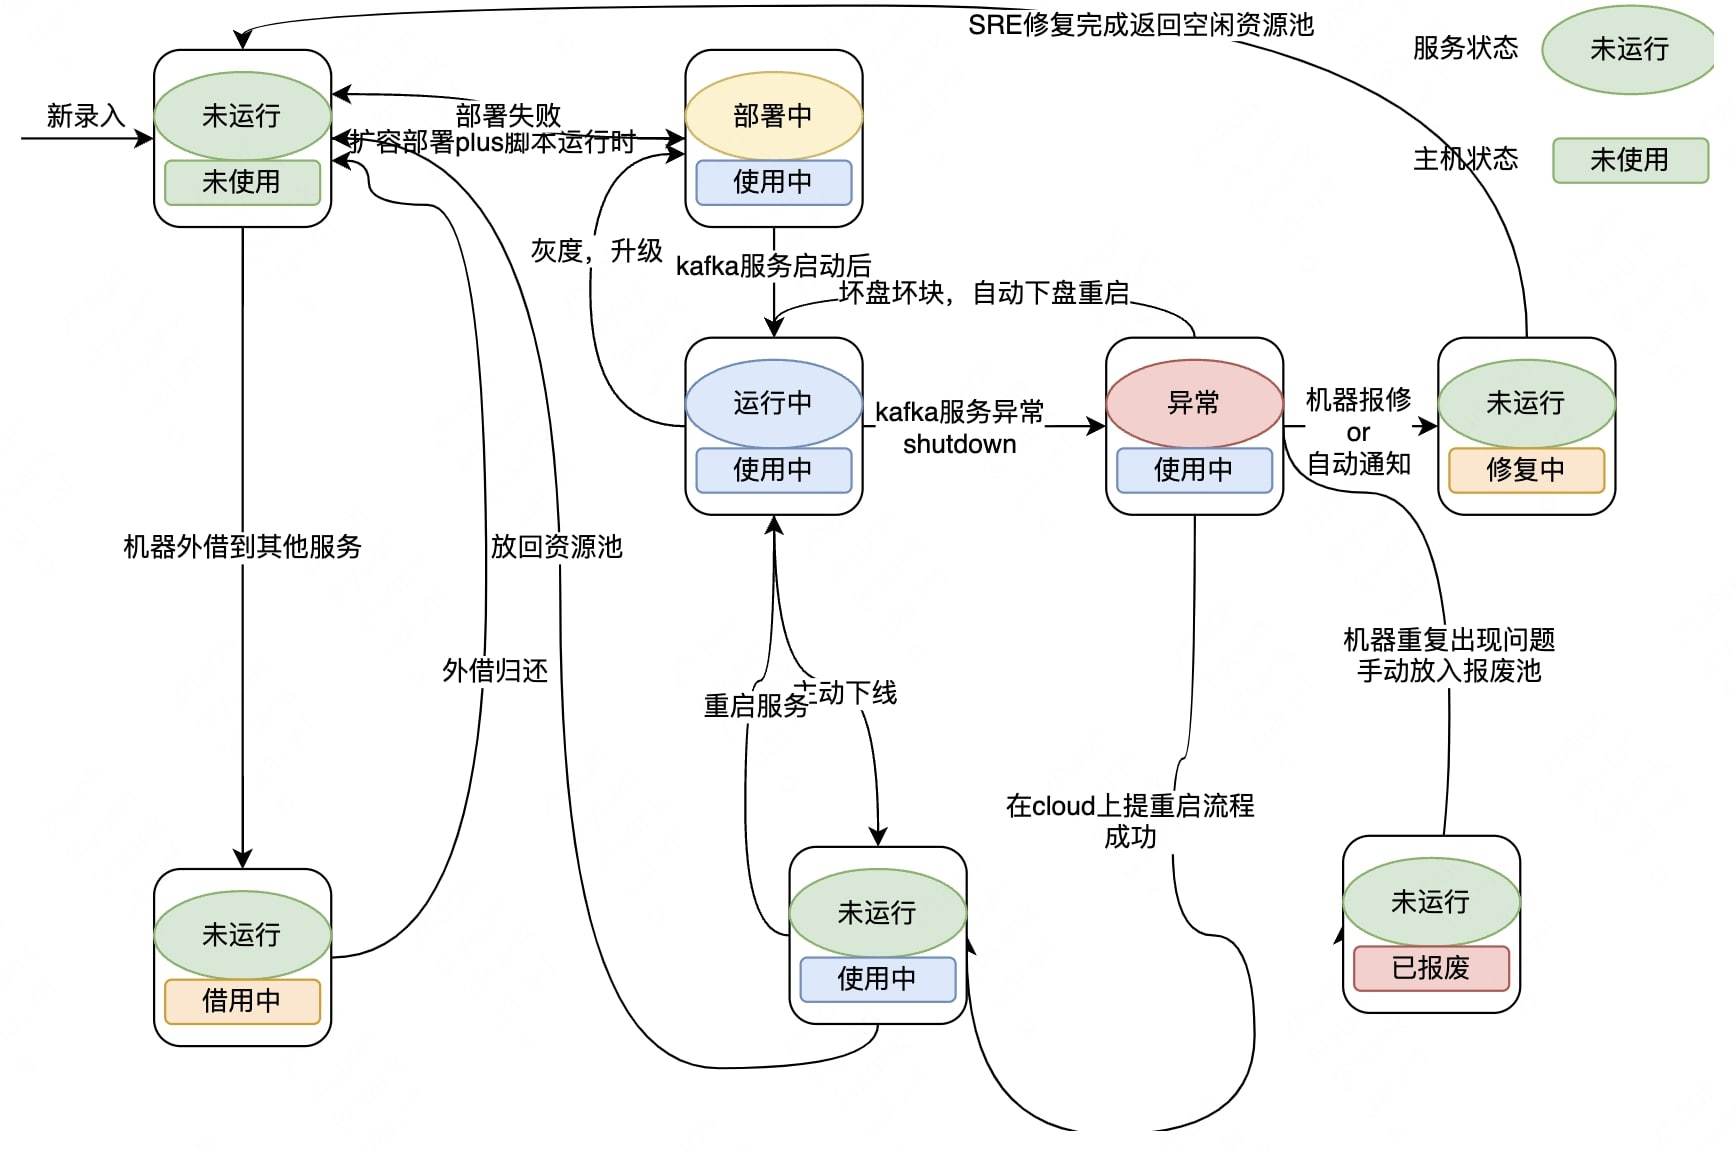 SRE修复完成返回空闲资源池
服务状态
未运行
主机状态
未使用
新录入
未运行
未使用
部署失败
扩容部署plus脚本运行时
部署中
使用中
灰度，升级
kafka服务启动后
坏盘坏块，自动下盘重启
运行中
使用中
kafka服务异常
shutdown
异常
使用中
机器报修
or
自动通知
未运行
修复中
机器外借到其他服务
放回资源池
外借归还
机器重复出现问题
手动放入报废池
重启服务
主动下线
在cloud上提重启流程
成功
未运行
借用中
未运行
使用中
未运行
已报废